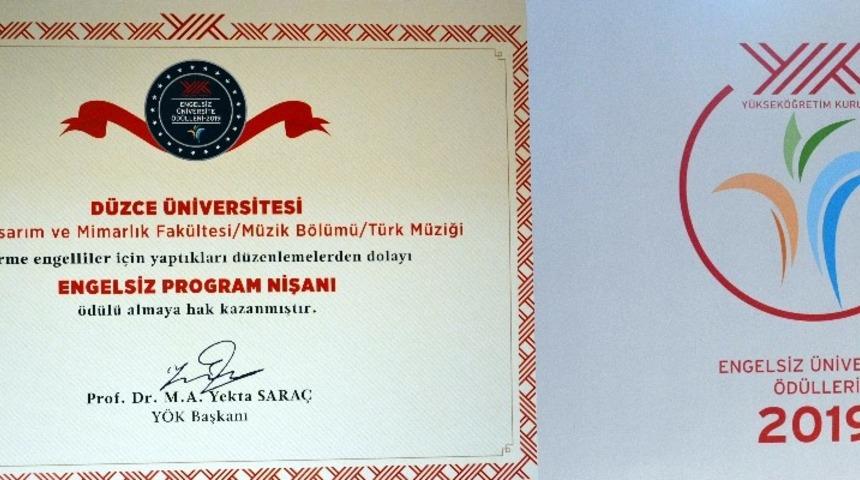 ENGELSİZ
ÜNİVERSİTE
ÖDÜLLERİ-2019
DÜZCE ÜNİVERSİTESİ
sarım ve Mimarlık Fakültesi/Müzik Bölümü/Türk Müziği
rme engelliler için yaptıkları düzenlemelerden dolayı
ENGELSİZ PROGRAM NİŞANI
ödülü almaya hak kazanmıştır.
Prof. Dr. M.A. Yekta SARAÇ
YÖK Başkanı
YÜKSEKÖĞRETİM KURU
ENGELSİZ ÜNİVE
ÖDÜLLERİ
2019